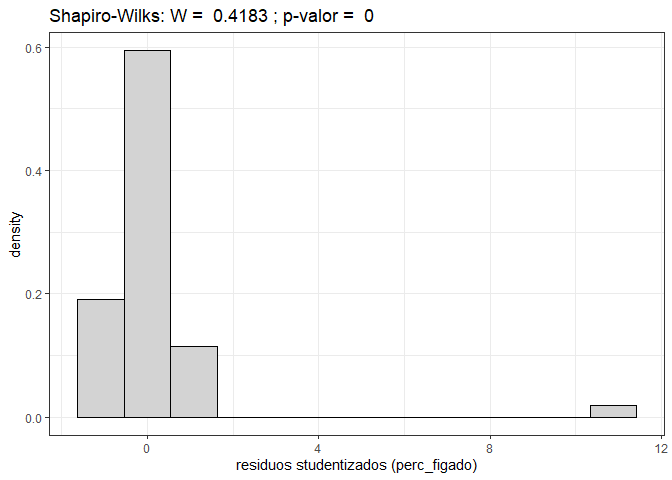 Shapiro-Wilks: W =  0.4183 ; p-valor =  0
0.6
0.4
density
0.2
0.0
0 4 8 12
residuos studentizados (perc_figado)